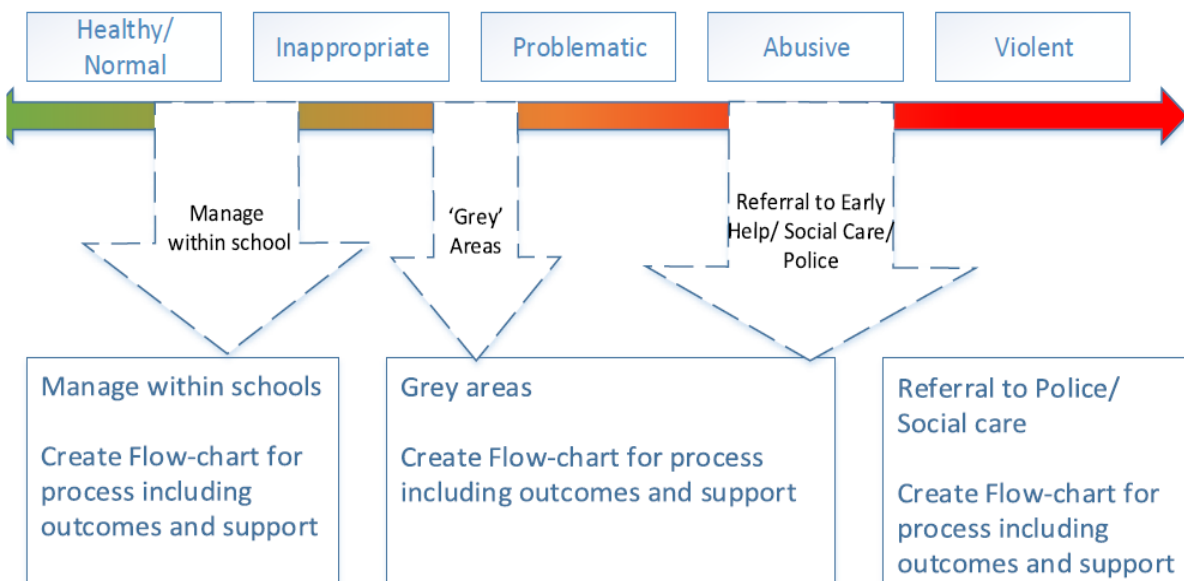 Healthy/
Normal
Inappropriate
Problematic
Abusive
Violent
Manage
within school
‘Grey’
Areas
Referral to Early
Help/ Social Care/
Police
Manage within schools
Create Flow-chart for
process including
outcomes and support
Grey areas
Create Flow-chart for process
including outcomes and support
Referral to Police/
Social care
Create Flow-chart for
process including
outcomes and support